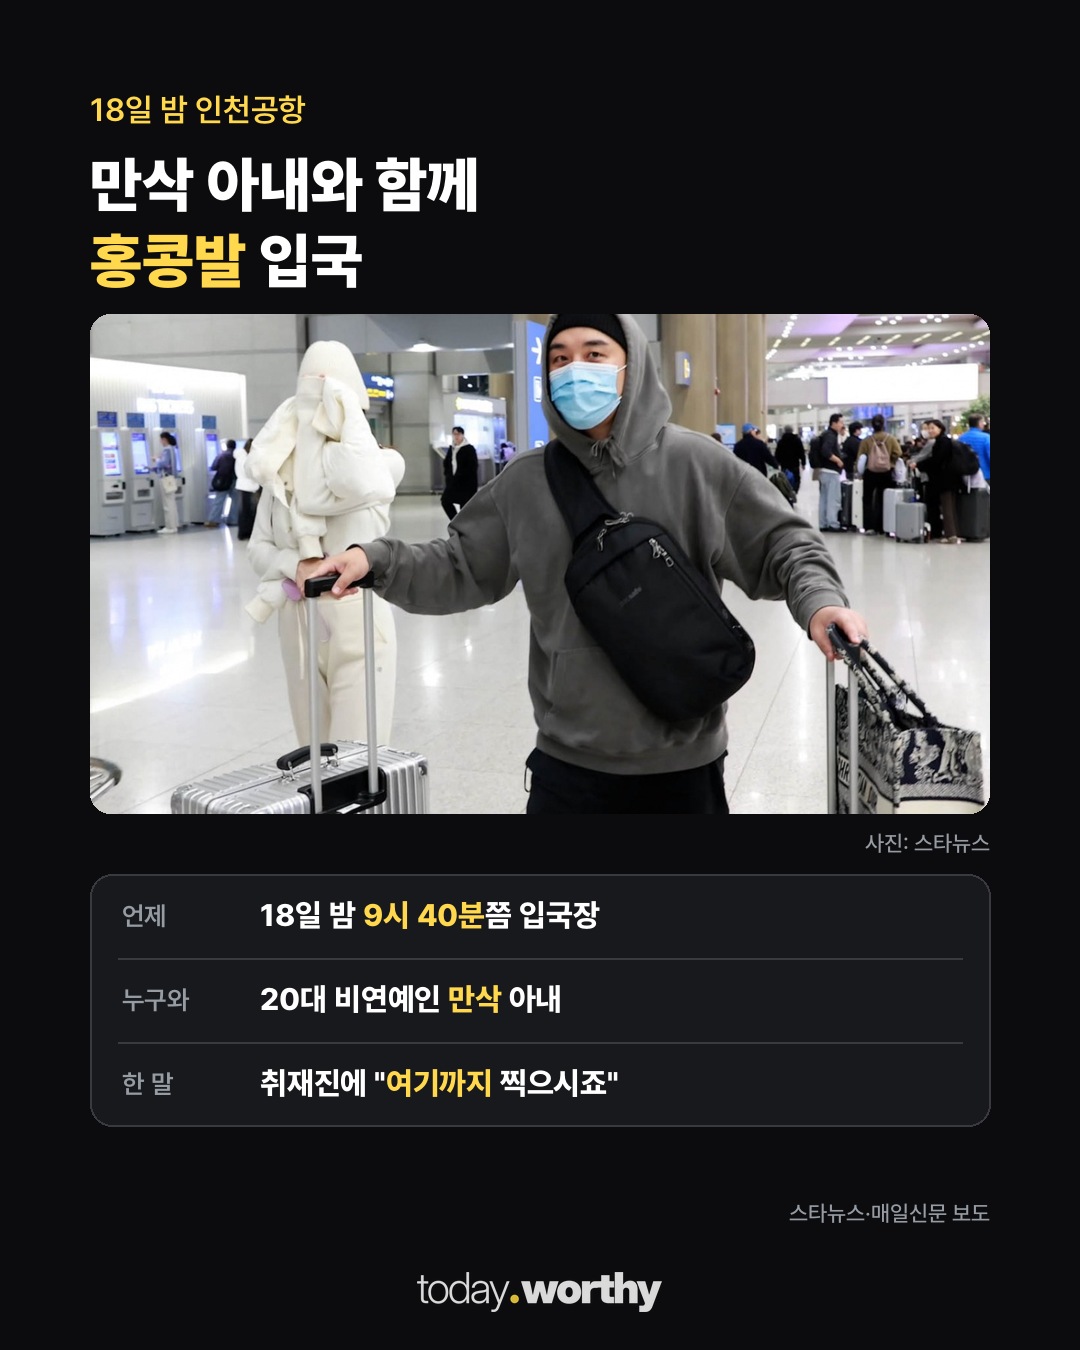 18일 밤 인천공항
만삭 아내와 함께
홍콩발 입국
사진: 스타뉴스
언제 18일 밤 9시 40분쯤 입국장
누구와 20대 비연예인 만삭 아내
한 말 취재진에 "여기까지 찍으시죠"
스타뉴스·매일신문 보도
today.worthy